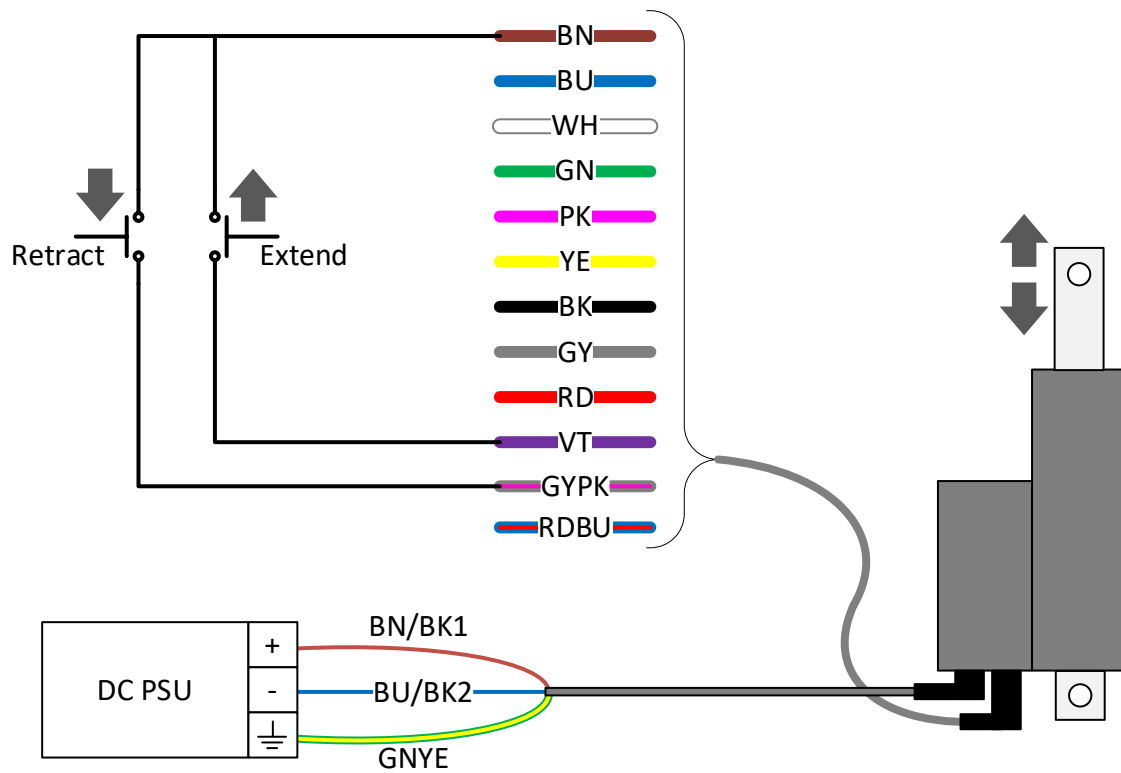 BN
BU
WH
GN
PK
YE
BK
GY
RD
VT
GYPK
RDBU
Retract
Extend
BN/BK1
DC PSU
+
-
BU/BK2
GNYE